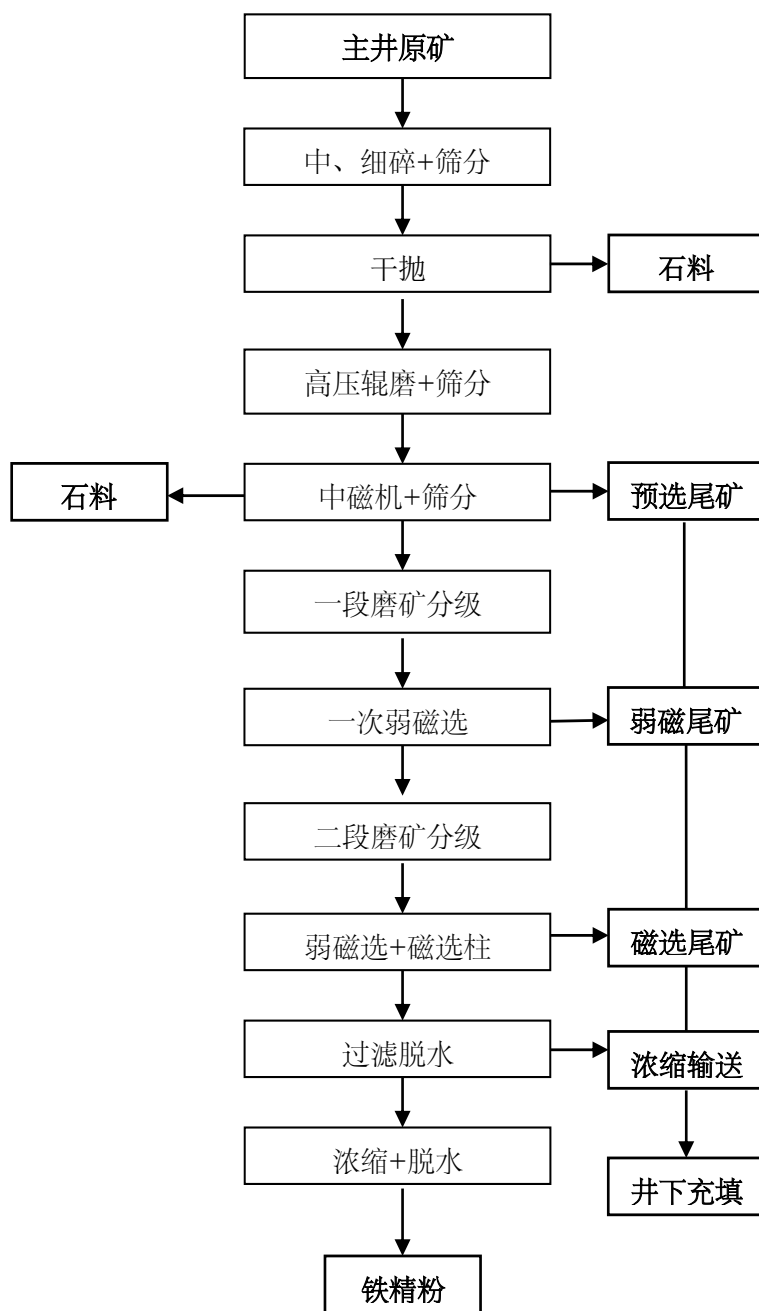 主井原矿
中、细碎+筛分
干抛
石料
高压辊磨+筛分
石料
中磁机+筛分
预选尾矿
一段磨矿分级
一次弱磁选
弱磁尾矿
二段磨矿分级
弱磁选+磁选柱
磁选尾矿
过滤脱水
浓缩输送
浓缩+脱水
井下充填
铁精粉